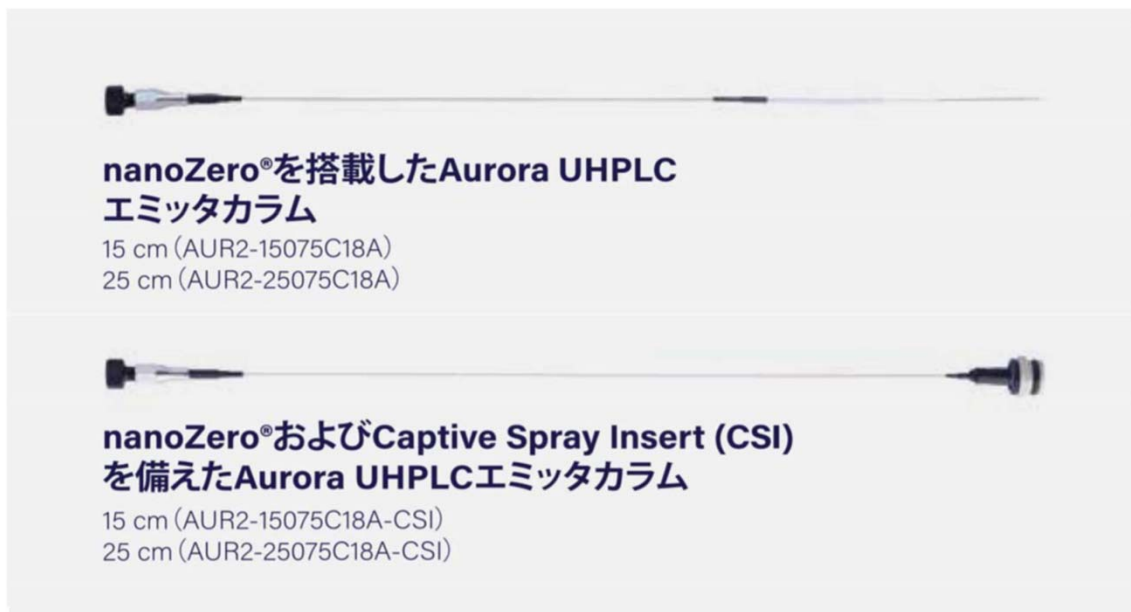 nanoZero®を搭載したAurora UHPLC
エミッタカラム
15 cm（AUR2-15075C18A）
25 cm（AUR2-25075C18A）
nanoZero®およびCaptive Spray Insert (CSI)
を備えたAurora UHPLCエミッタカラム
15 cm（AUR2-15075C18A-CSI）
25 cm（AUR2-25075C18A-CSI）